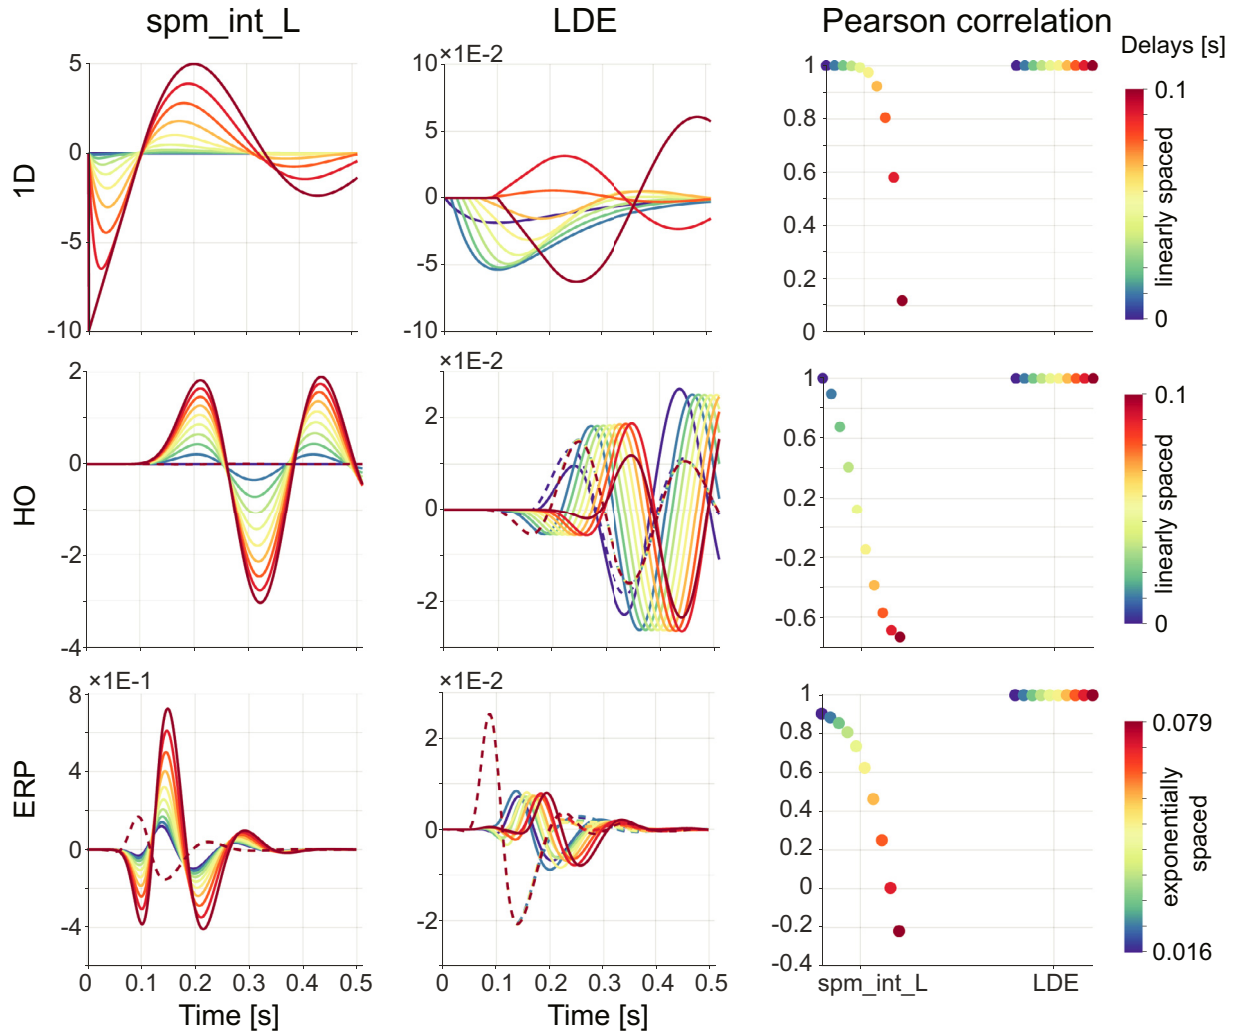 spm_int_L LDE Pearson correlation
Delays [s]
1D
5
0
-5
-10
×1E-2
10
5
0
-5
-10
1
0.8
0.6
0.4
0.2
0
0.1
linearly spaced
0
HO
2
0
-2
-4
×1E-2
2
0
-2
1
0.6
0.2
-0.2
-0.6
0.1
linearly spaced
0
ERP
×1E-1
8
4
0
-4
×1E-2
2
0
-2
1
0.8
0.6
0.4
0.2
0
-0.2
-0.4
0.079
exponentially
spaced
0.016
0 0.1 0.2 0.3 0.4 0.5
Time [s]
0 0.1 0.2 0.3 0.4 0.5
Time [s]
spm_int_L LDE